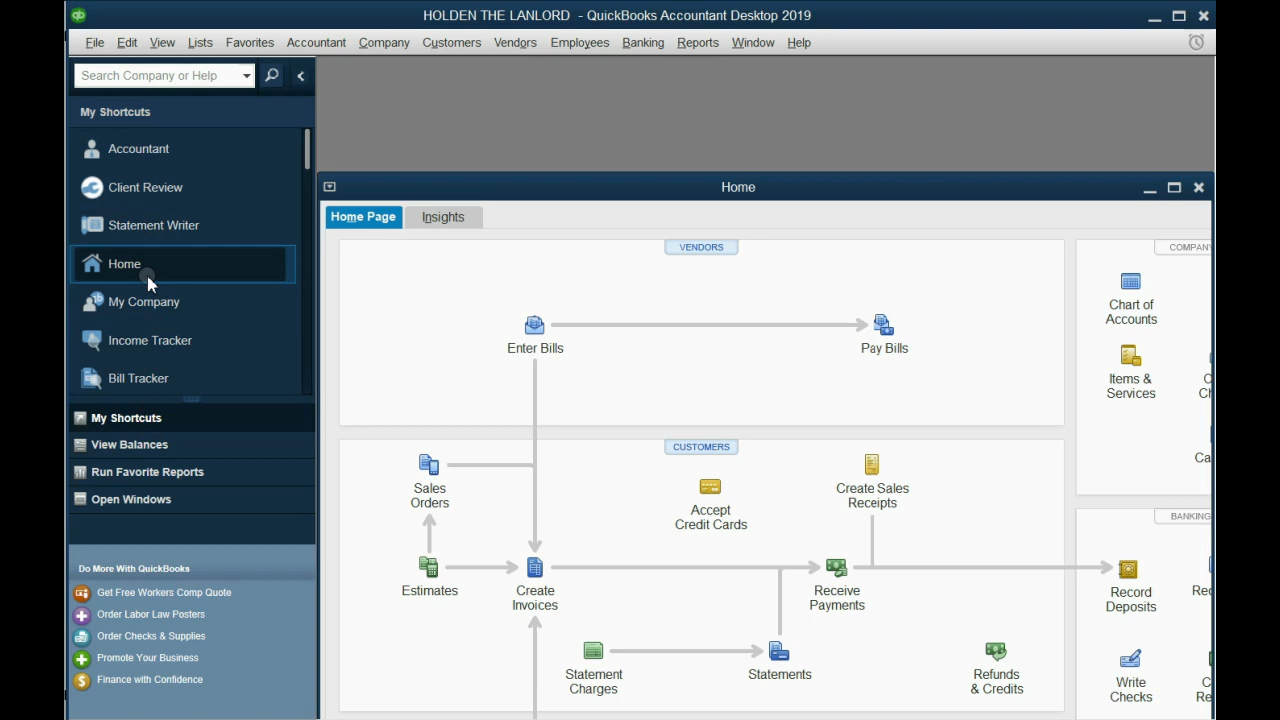 HOLDEN THE LANDLORD - QuickBooks Accountant Desktop 2019
File Edit View Lists Favorites Accountant Company Customers Vendors Employees Banking Reports Window Help
Search Company or Help
My Shortcuts
Accountant
Client Review
Statement Writer
Home
My Company
Income Tracker
Bill Tracker
My Shortcuts
View Balances
Run Favorite Reports
Open Windows
Do More With QuickBooks
Get Free Workers Comp Quote
Order Labor Law Posters
Order Checks & Supplies
Promote Your Business
Finance with Confidence
Home
Home Page Insights
VENDORS
Enter Bills
Pay Bills
CUSTOMERS
Sales
Orders
Accept
Credit Cards
Create Sales
Receipts
Estimates
Create
Invoices
Receive
Payments
Statement
Charges
Statements
Refunds
& Credits
COMPANY
Chart of
Accounts
Items &
Services
BANKING
Record
Deposits
Write
Checks